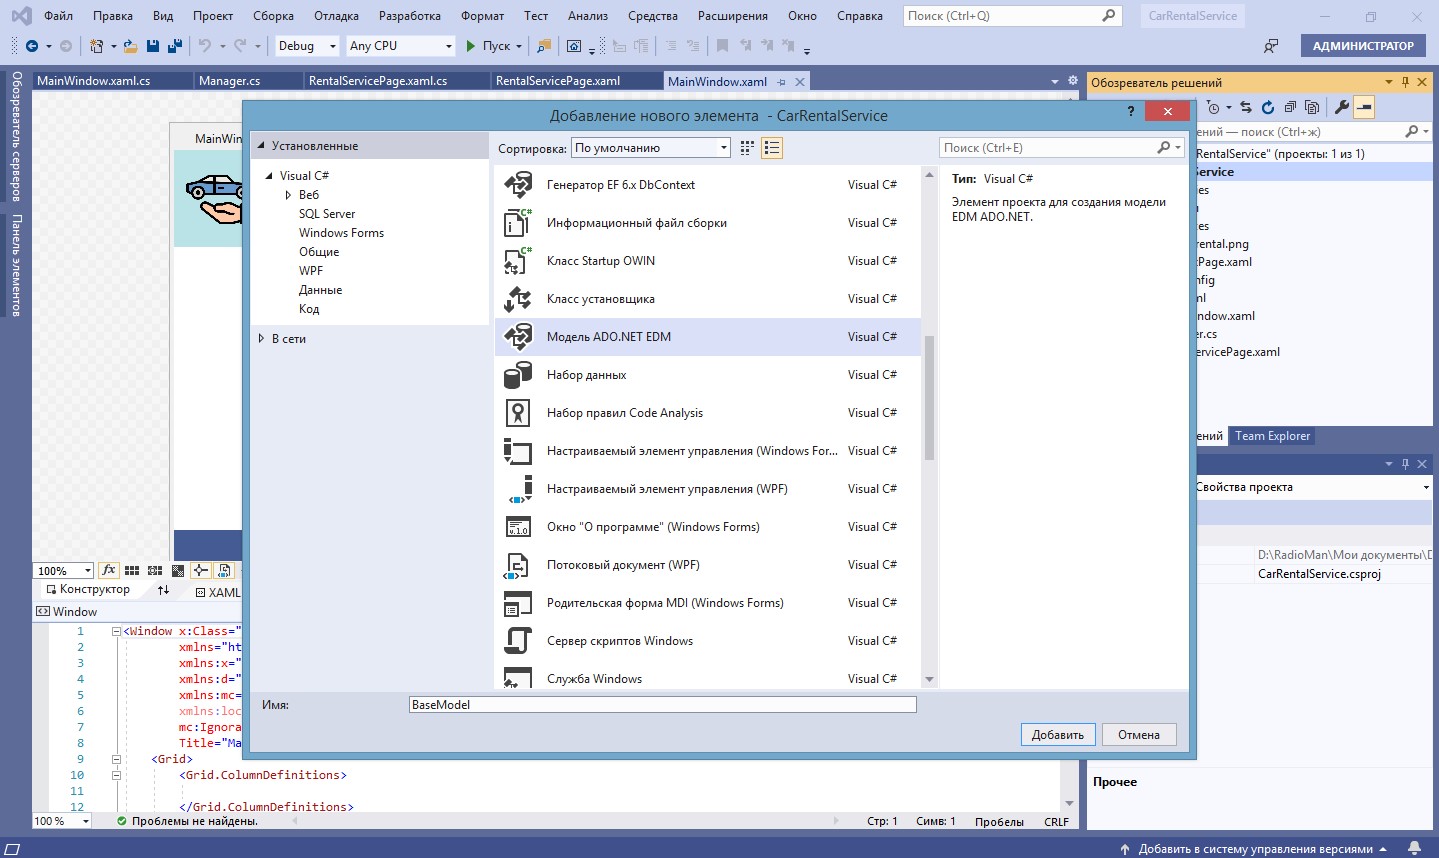 Файл Правка Вид Проект Сборка Отладка Разработка Формат Тест Анализ Средства Расширения Окно Справка Поиск (Ctrl+Q) CarRentalService
Debug Any CPU Пуск АДМИНИСТРАТОР
Обозреватель серверов
Панель элементов
MainWindow.xaml.cs Manager.cs RentalServicePage.xaml.cs RentalServicePage.xaml MainWindow.xaml
MainWin
Добавление нового элемента - CarRentalService ?
Установленные
Visual C#
Веб
SQL Server
Windows Forms
Общие
WPF
Данные
Код
В сети
Сортировка: По умолчанию
Генератор EF 6.x DbContext Visual C#
Информационный файл сборки Visual C#
Класс Startup OWIN Visual C#
Класс установщика Visual C#
Модель ADO.NET EDM Visual C#
Набор данных Visual C#
Набор правил Code Analysis Visual C#
Настраиваемый элемент управления (Windows For... Visual C#
Настраиваемый элемент управления (WPF) Visual C#
Окно "О программе" (Windows Forms) Visual C#
Потоковый документ (WPF) Visual C#
Родительская форма MDI (Windows Forms) Visual C#
Сервер скриптов Windows Visual C#
Служба Windows Visual C#
Поиск (Ctrl+E)
Тип: Visual C#
Элемент проекта для создания модели
EDM ADO.NET.
Имя: BaseModel
Добавить Отмена
Обозреватель решений
ений — поиск (Ctrl+ж)
RentalService" (проекты: 1 из 1)
Service
es
es
ental.png
tPage.xaml
nfig
ml
ndow.xaml
er.cs
ervicePage.xaml
ений Team Explorer
Свойства проекта
D:\RadioMan\Мои документы\D
CarRentalService.csproj
Прочее
100% fx
Конструктор XAML
Window
1 <Window x:Class="
2 xmlns="ht
3 xmlns:x="
4 xmlns:d="
5 xmlns:mc=
6 xmlns:loc
7 mc:Ignora
8 Title="Ma
9 <Grid>
10 <Grid.ColumnDefinitions>
11
12 </Grid.ColumnDefinitions>
100 % Проблемы не найдены. Стр: 1 Симв: 1 Пробелы CRLF
Добавить в систему управления версиями